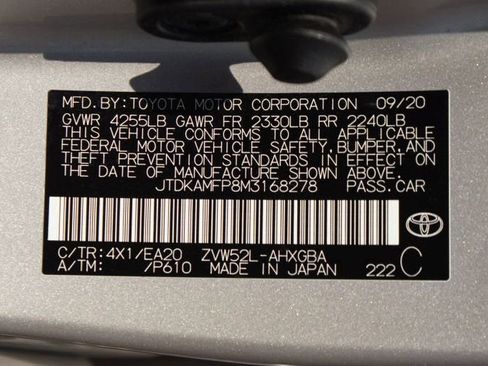 MFD.BY:TOYOTA MOTOR CORPORATION 09/20
GVWR 4255LB GAWR FR 2330LB RR 2240LB
THIS VEHICLE CONFORMS TO ALL APPLICABLE
FEDERAL MOTOR VEHICLE SAFETY,BUMPER,AND
THEFT PREVENTION STANDARDS IN EFFECT ON
THE DATE OF MANUFACTURE SHOWN ABOVE.
JTDKAMFP8M3168278 PASS.CAR
C/TR:4X1/EA20 ZVW52L-AHXGBA
A/TM: /P610 MADE IN JAPAN 222 C
TOYOTA